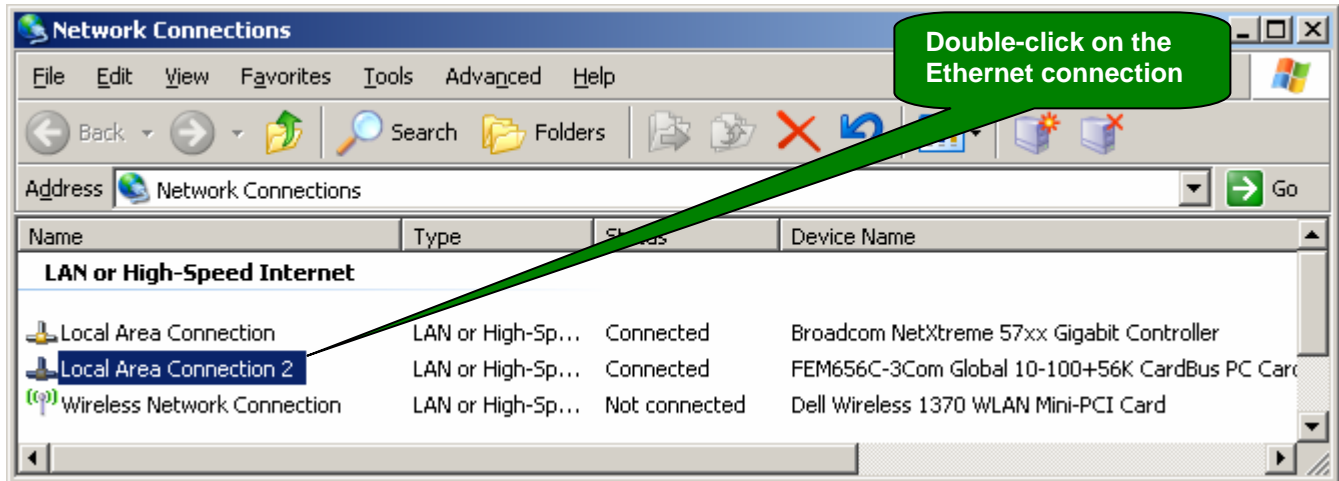 Network Connections
Double-click on the
Ethernet connection
File Edit View Favorites Tools Advanced Help
Back Search Folders
Address Network Connections Go
Name Type Device Name
LAN or High-Speed Internet
Local Area Connection LAN or High-Sp... Connected Broadcom NetXtreme 57xx Gigabit Controller
Local Area Connection 2 LAN or High-Sp... Connected FEM656C-3Com Global 10-100+56K CardBus PC Card
Wireless Network Connection LAN or High-Sp... Not connected Dell Wireless 1370 WLAN Mini-PCI Card